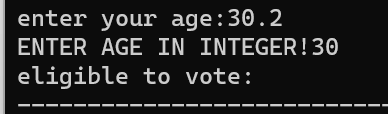 enter your age:30.2
ENTER AGE IN INTEGER!30
eligible to vote:
----------------------------